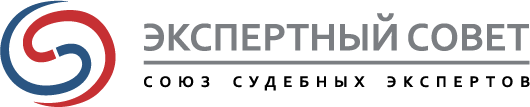 ЭКСПЕРТНЫЙ СОВЕТ
СОЮЗ СУДЕБНЫХ ЭКСПЕРТОВ